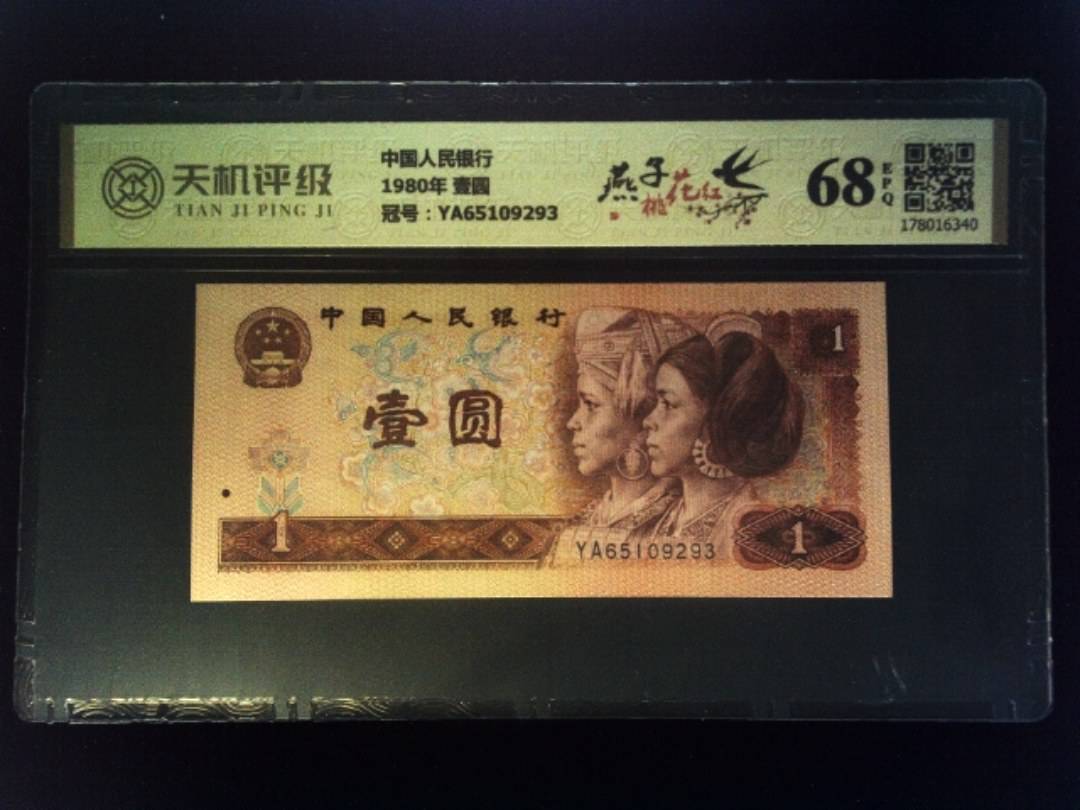 天机评级
TIAN JI PING JI
中国人民银行
1980年 壹圆
冠号：YA65109293
燕子
桃花红
68
EPQ
178016340
中国人民银行
1
壹圆
1
YA65109293
1